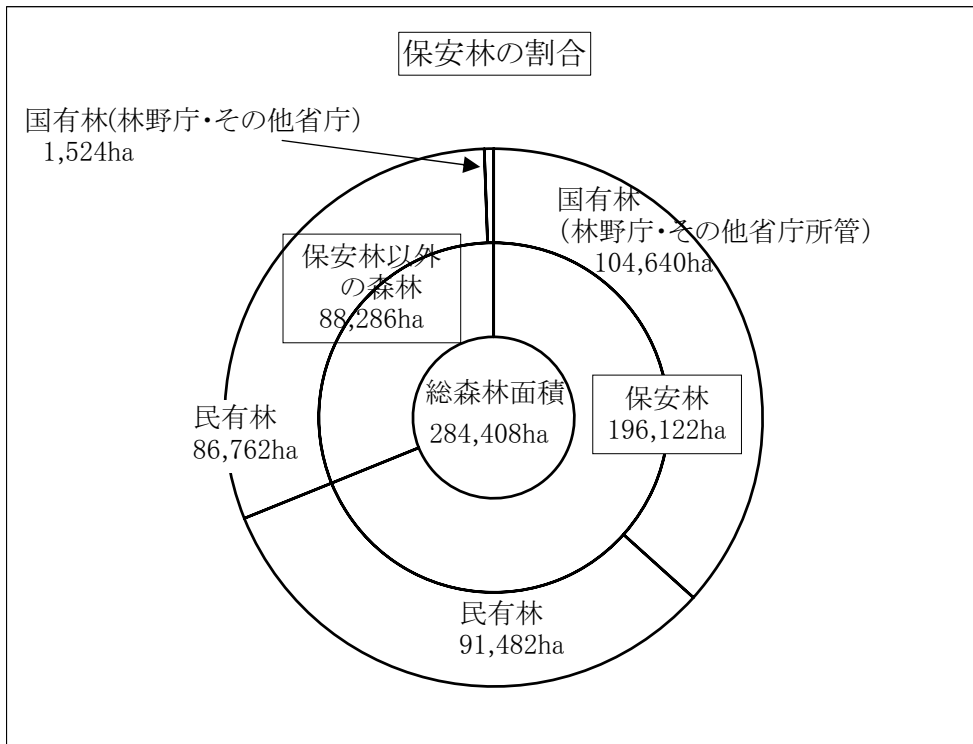 保安林の割合
国有林(林野庁・その他省庁)
1,524ha
国有林
(林野庁・その他省庁所管)
104,640ha
保安林以外
の森林
88,286ha
総森林面積
284,408ha
保安林
196,122ha
民有林
86,762ha
民有林
91,482ha